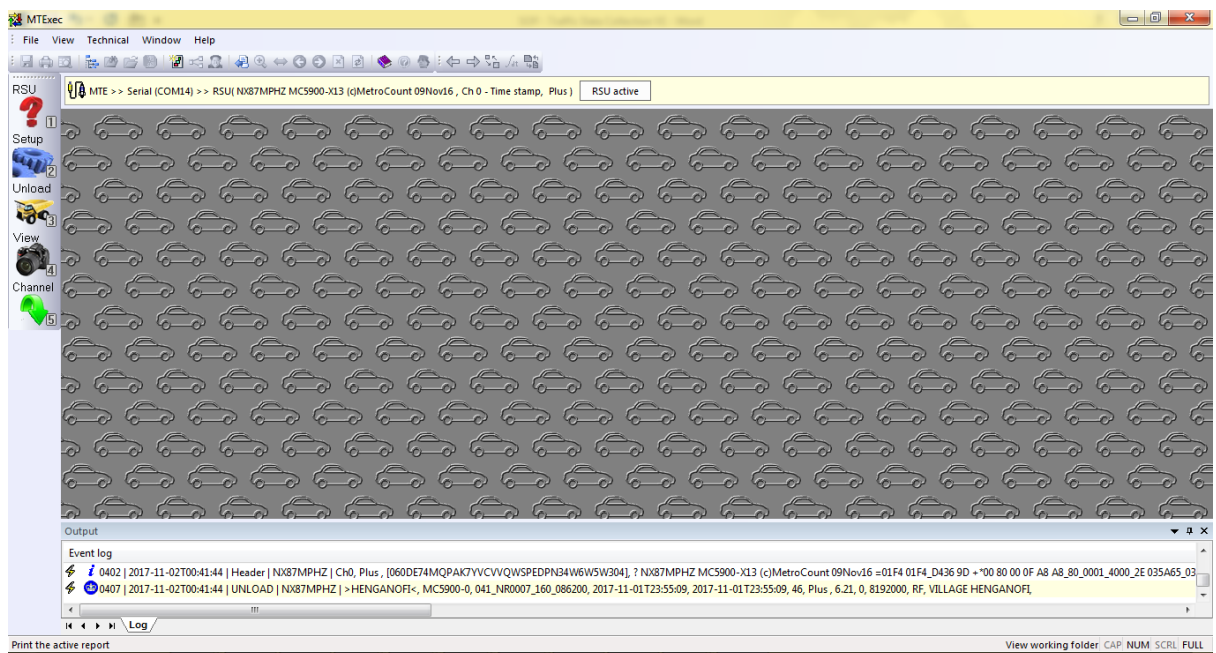 MTExec
File View Technical Window Help
RSU
1
MTE >> Serial (COM14) >> RSU( NX87MPHZ MC5900-X13 (c)MetroCount 09Nov16 , Ch 0 - Time stamp, Plus ) RSU active
Setup
2
Unload
3
View
4
Channel
5
Output
Event log
0402 | 2017-11-02T00:41:44 | Header | NX87MPHZ | Ch0, Plus , [060DE74MQPAK7YVCVVQWSPEDPN34W6W5W304], ? NX87MPHZ MC5900-X13 (c)MetroCount 09Nov16 =01F4 01F4_D436 9D +*00 80 00 0F A8 A8_80_0001_4000_2E 035A65_03
0407 | 2017-11-02T00:41:44 | UNLOAD | NX87MPHZ | >HENGANOFI<, MC5900-0, 041_NR0007_160_086200, 2017-11-01T23:55:09, 2017-11-01T23:55:09, 46, Plus , 6.21, 0, 8192000, RF, VILLAGE HENGANOFI,
Log
Print the active report View working folder CAP NUM SCRL FULL